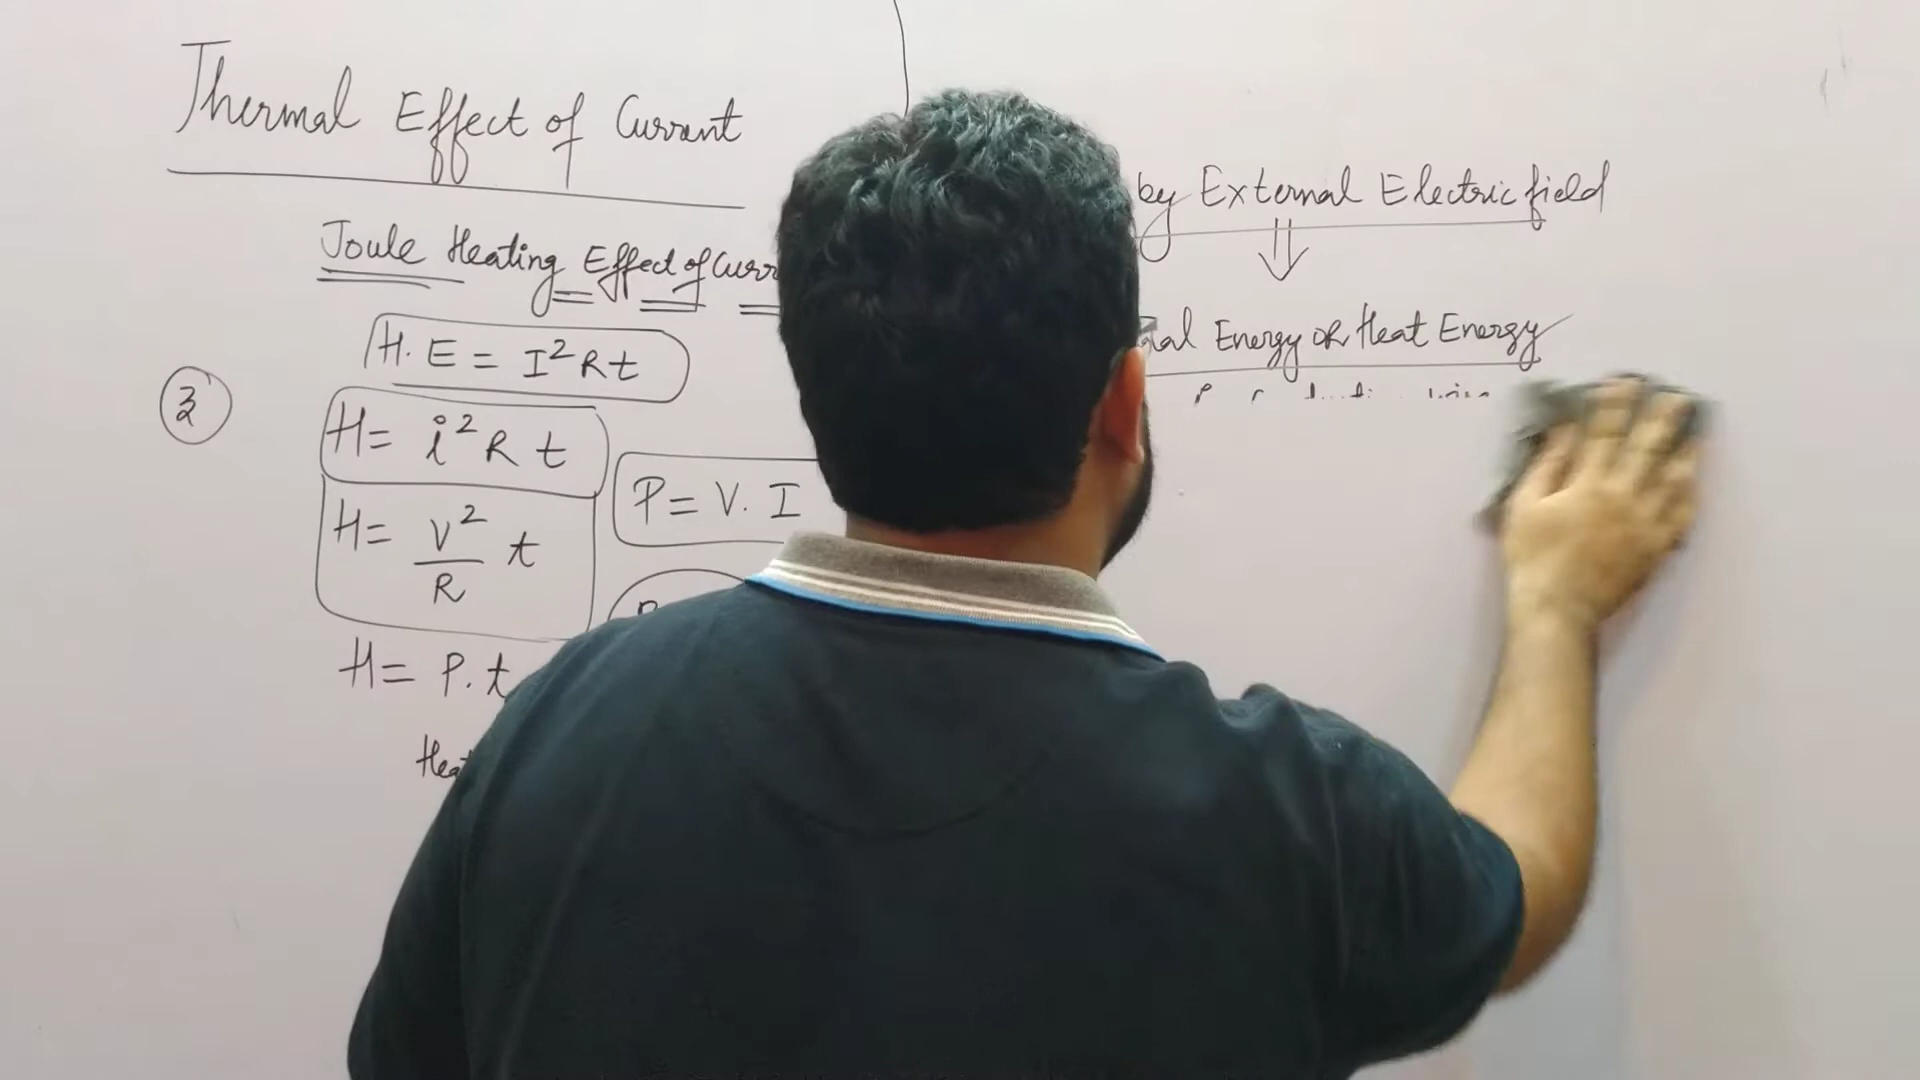 Thermal Effect of Current
Joule Heating Effect of Curr
H.E = I²Rt
3
H = i²Rt
H = V²/R t
P = V.I
H = P.t
by External Electric field
⇓
Energy OR Heat Energy